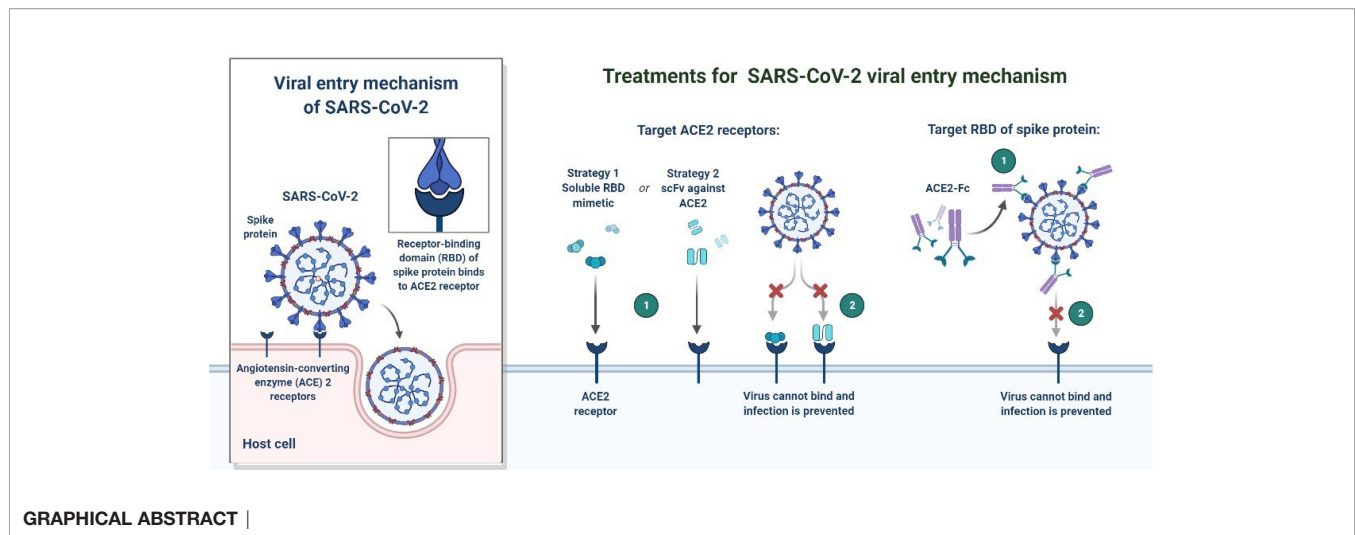 Viral entry mechanism
of SARS-CoV-2
SARS-CoV-2
Spike
protein
Receptor-binding
domain (RBD) of
spike protein binds
to ACE2 receptor
Angiotensin-converting
enzyme (ACE) 2
receptors
Host cell
Treatments for SARS-CoV-2 viral entry mechanism
Target ACE2 receptors:
Strategy 1
Soluble RBD
mimetic
or
Strategy 2
scFv against
ACE2
1
2
ACE2
receptor
Virus cannot bind and
infection is prevented
Target RBD of spike protein:
1
ACE2-Fc
2
Virus cannot bind and
infection is prevented
GRAPHICAL ABSTRACT |